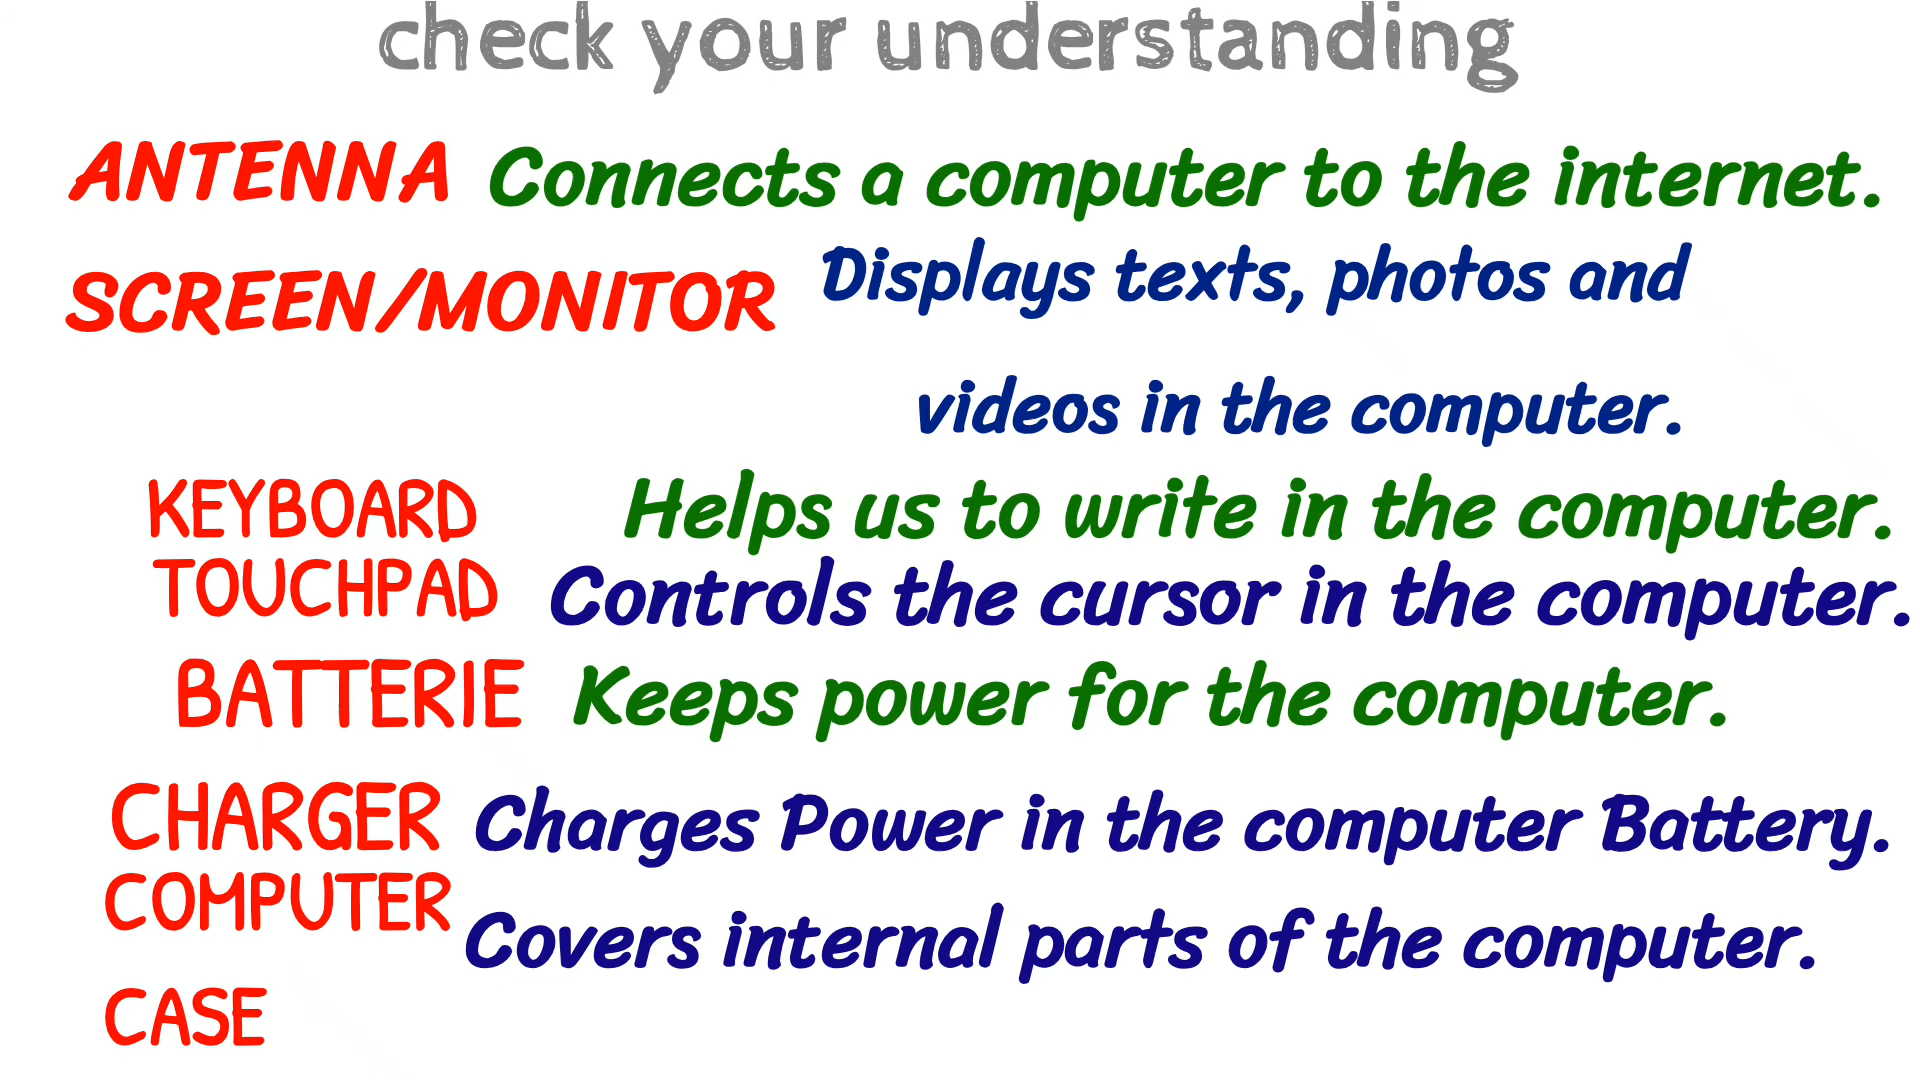 check your understanding
ANTENNA Connects a computer to the internet.
SCREEN/MONITOR Displays texts, photos and
videos in the computer.
KEYBOARD Helps us to write in the computer.
TOUCHPAD Controls the cursor in the computer.
BATTERIE Keeps power for the computer.
CHARGER Charges Power in the computer Battery.
COMPUTER Covers internal parts of the computer.
CASE